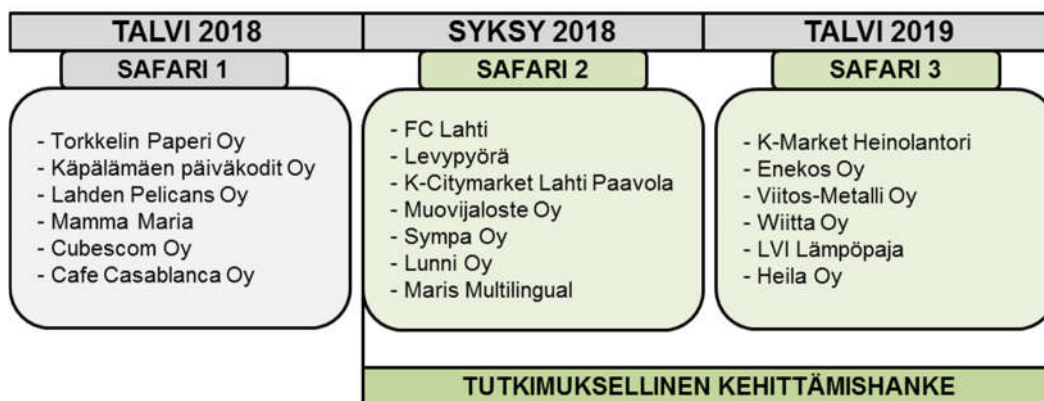 TALVI 2018
SYKSY 2018
TALVI 2019
SAFARI 1
SAFARI 2
SAFARI 3
- Torkkelin Paperi Oy
- Käpälämäen päiväkodit Oy
- Lahden Pelicans Oy
- Mamma Maria
- Cubescom Oy
- Cafe Casablanca Oy
- FC Lahti
- Levypyörä
- K-Citymarket Lahti Paavola
- Muovijaloste Oy
- Sympa Oy
- Lunni Oy
- Maris Multilingual
- K-Market Heinolantori
- Enekos Oy
- Viitos-Metalli Oy
- Wiitta Oy
- LVI Lämpöpaja
- Heila Oy
TUTKIMUKSELLINEN KEHITTÄMISHANKE